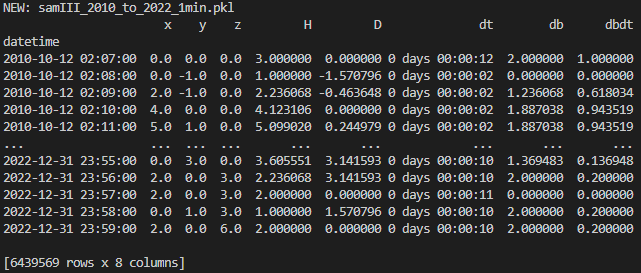 NEW: samIII_2010_to_2022_1min.pkl
x y z H D dt db dbdt
datetime
2010-10-12 02:07:00 0.0 0.0 0.0 3.000000 0.000000 0 days 00:00:12 2.000000 1.000000
2010-10-12 02:08:00 0.0 -1.0 0.0 1.000000 -1.570796 0 days 00:00:02 0.000000 0.000000
2010-10-12 02:09:00 2.0 -1.0 0.0 2.236068 -0.463648 0 days 00:00:02 1.236068 0.618034
2010-10-12 02:10:00 4.0 0.0 0.0 4.123106 0.000000 0 days 00:00:02 1.887038 0.943519
2010-10-12 02:11:00 5.0 1.0 0.0 5.099020 0.244979 0 days 00:00:02 1.887038 0.943519
... ... ... ... ... ... ... ... ...
2022-12-31 23:55:00 0.0 3.0 0.0 3.605551 3.141593 0 days 00:00:10 1.369483 0.136948
2022-12-31 23:56:00 2.0 0.0 3.0 2.236068 3.141593 0 days 00:00:10 2.000000 0.200000
2022-12-31 23:57:00 2.0 0.0 3.0 2.000000 0.000000 0 days 00:00:11 0.000000 0.000000
2022-12-31 23:58:00 0.0 1.0 3.0 1.000000 1.570796 0 days 00:00:10 2.000000 0.200000
2022-12-31 23:59:00 2.0 0.0 6.0 2.000000 0.000000 0 days 00:00:10 2.000000 0.200000
[6439569 rows x 8 columns]